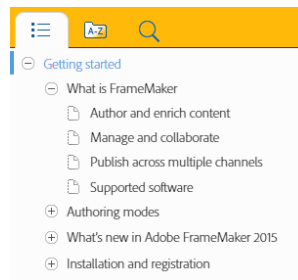 A-Z
Getting started
What is FrameMaker
Author and enrich content
Manage and collaborate
Publish across multiple channels
Supported software
Authoring modes
What's new in Adobe FrameMaker 2015
Installation and registration